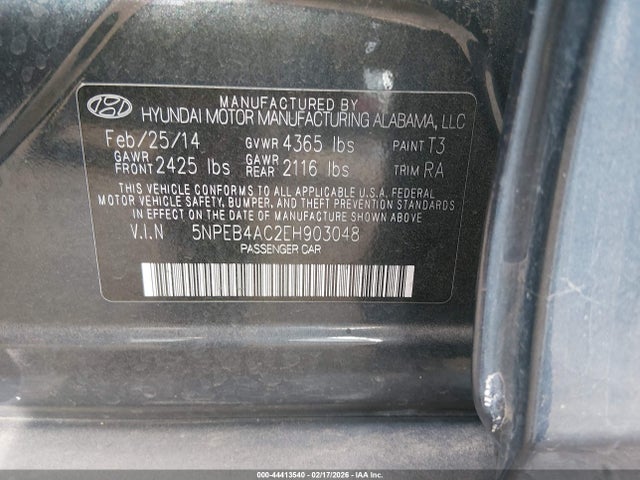 MANUFACTURED BY
HYUNDAI MOTOR MANUFACTURING ALABAMA, LLC
Feb/25/14 GVWR 4365 lbs PAINT T3
GAWR FRONT 2425 lbs GAWR REAR 2116 lbs TRIM RA
THIS VEHICLE CONFORMS TO ALL APPLICABLE U.S.A. FEDERAL
MOTOR VEHICLE SAFETY, BUMPER, AND THEFT PREVENTION STANDARDS
IN EFFECT ON THE DATE OF MANUFACTURE SHOWN ABOVE.
V.I.N 5NPEB4AC2EH903048
PASSENGER CAR
000-44413540 - 02/17/2026 - IAA Inc.